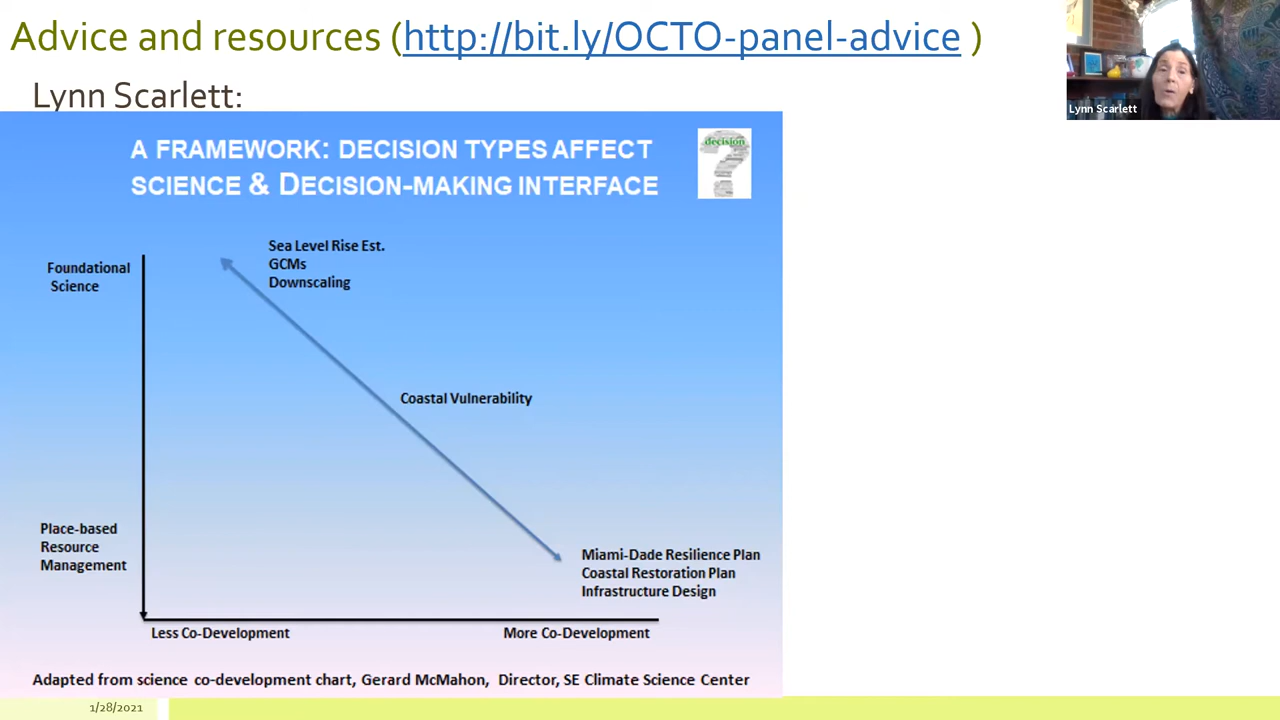 Advice and resources (http://bit.ly/OCTO-panel-advice )
Lynn Scarlett:
Lynn Scarlett
A FRAMEWORK: DECISION TYPES AFFECT
SCIENCE & DECISION-MAKING INTERFACE
decision
Sea Level Rise Est.
GCMs
Downscaling
Foundational
Science
Coastal Vulnerability
Place-based
Resource
Management
Miami-Dade Resilience Plan
Coastal Restoration Plan
Infrastructure Design
Less Co-Development
More Co-Development
Adapted from science co-development chart, Gerard McMahon, Director, SE Climate Science Center
1/28/2021